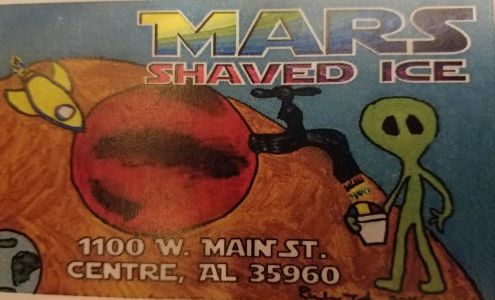 MARS
SHAVED ICE
1100 W. MAIN ST.
CENTRE, AL 35960